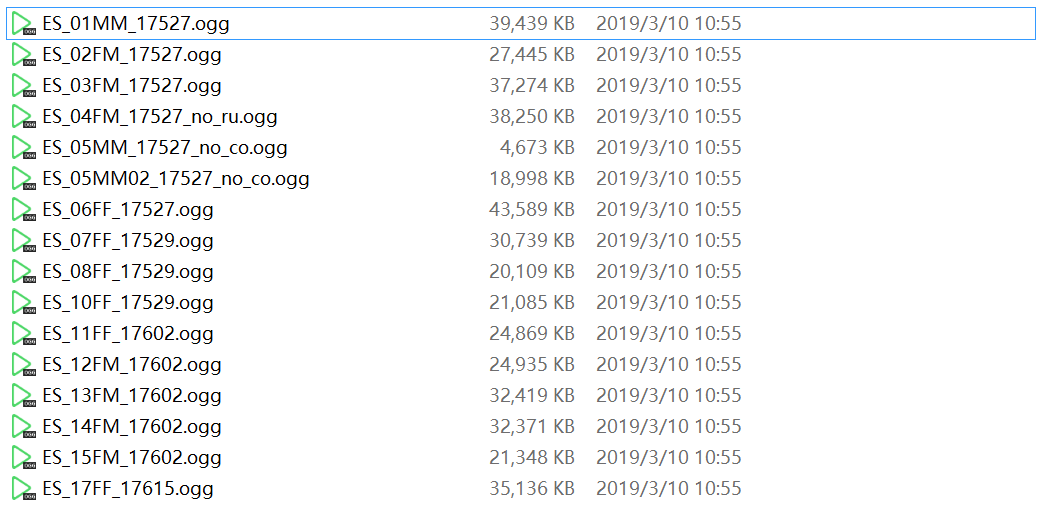 ES_01MM_17527.ogg 39,439 KB 2019/3/10 10:55
ES_02FM_17527.ogg 27,445 KB 2019/3/10 10:55
ES_03FM_17527.ogg 37,274 KB 2019/3/10 10:55
ES_04FM_17527_no_ru.ogg 38,250 KB 2019/3/10 10:55
ES_05MM_17527_no_co.ogg 4,673 KB 2019/3/10 10:55
ES_05MM02_17527_no_co.ogg 18,998 KB 2019/3/10 10:55
ES_06FF_17527.ogg 43,589 KB 2019/3/10 10:55
ES_07FF_17529.ogg 30,739 KB 2019/3/10 10:55
ES_08FF_17529.ogg 20,109 KB 2019/3/10 10:55
ES_10FF_17529.ogg 21,085 KB 2019/3/10 10:55
ES_11FF_17602.ogg 24,869 KB 2019/3/10 10:55
ES_12FM_17602.ogg 24,935 KB 2019/3/10 10:55
ES_13FM_17602.ogg 32,419 KB 2019/3/10 10:55
ES_14FM_17602.ogg 32,371 KB 2019/3/10 10:55
ES_15FM_17602.ogg 21,348 KB 2019/3/10 10:55
ES_17FF_17615.ogg 35,136 KB 2019/3/10 10:55